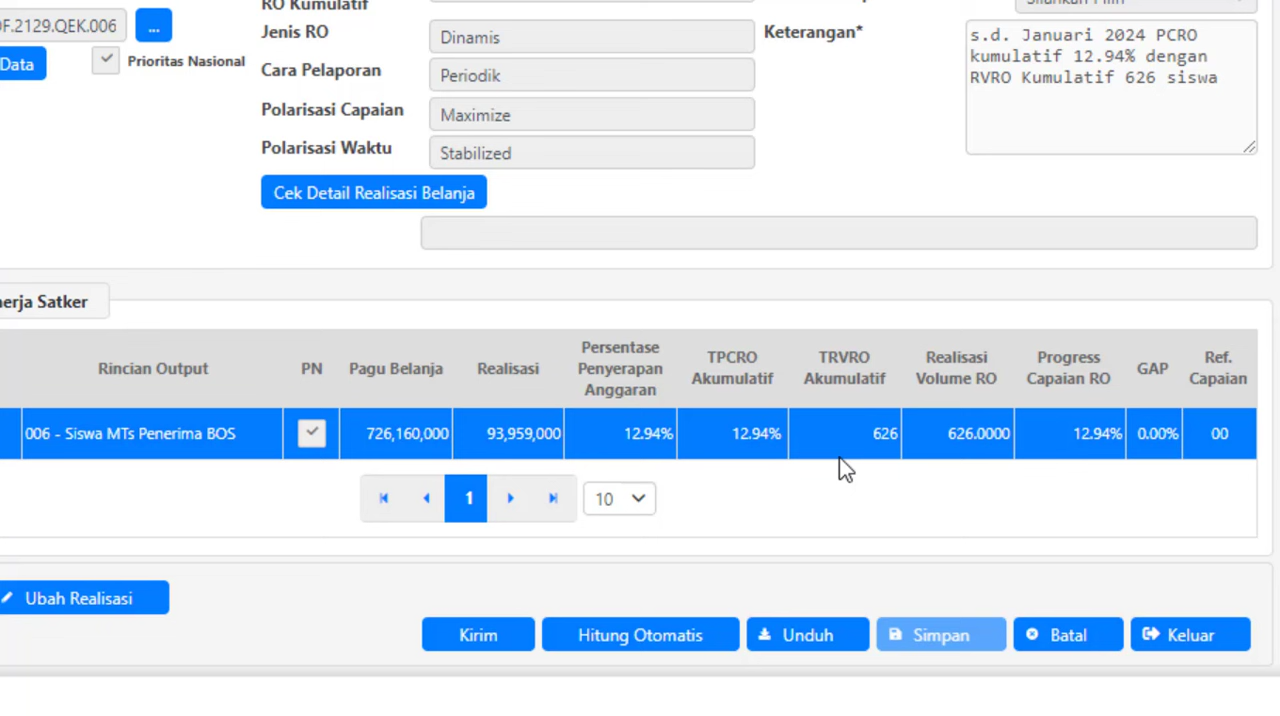 RO Kumulatif
F.2129.QEK.006
...
Jenis RO
Dinamis
Keterangan*
s.d. Januari 2024 PCRO
kumulatif 12.94% dengan
RVRO Kumulatif 626 siswa
Data
Prioritas Nasional
Cara Pelaporan
Periodik
Polarisasi Capaian
Maximize
Polarisasi Waktu
Stabilized
Cek Detail Realisasi Belanja
erja Satker
Rincian Output
PN
Pagu Belanja
Realisasi
Persentase
Penyerapan
Anggaran
TPCRO
Akumulatif
TRVRO
Akumulatif
Realisasi
Volume RO
Progress
Capaian RO
GAP
Ref.
Capaian
006 - Siswa MTs Penerima BOS
726,160,000
93,959,000
12.94%
12.94%
626
626.0000
12.94%
0.00%
00
1
10
Ubah Realisasi
Kirim
Hitung Otomatis
Unduh
Simpan
Batal
Keluar